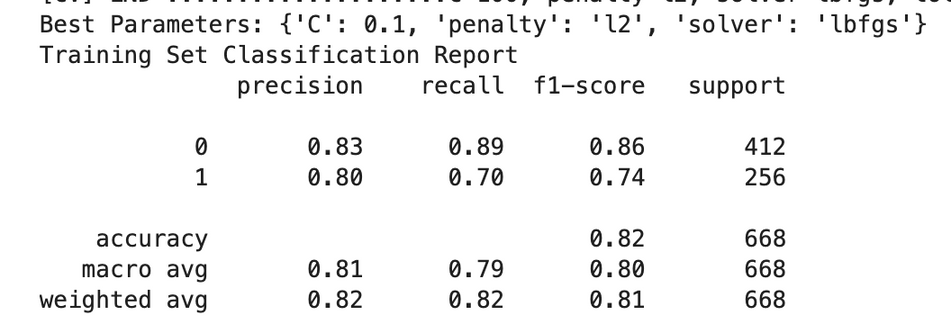 Best Parameters: {'C': 0.1, 'penalty': 'l2', 'solver': 'lbfgs'}
Training Set Classification Report
precision recall f1-score support
0 0.83 0.89 0.86 412
1 0.80 0.70 0.74 256
accuracy 0.82 668
macro avg 0.81 0.79 0.80 668
weighted avg 0.82 0.82 0.81 668